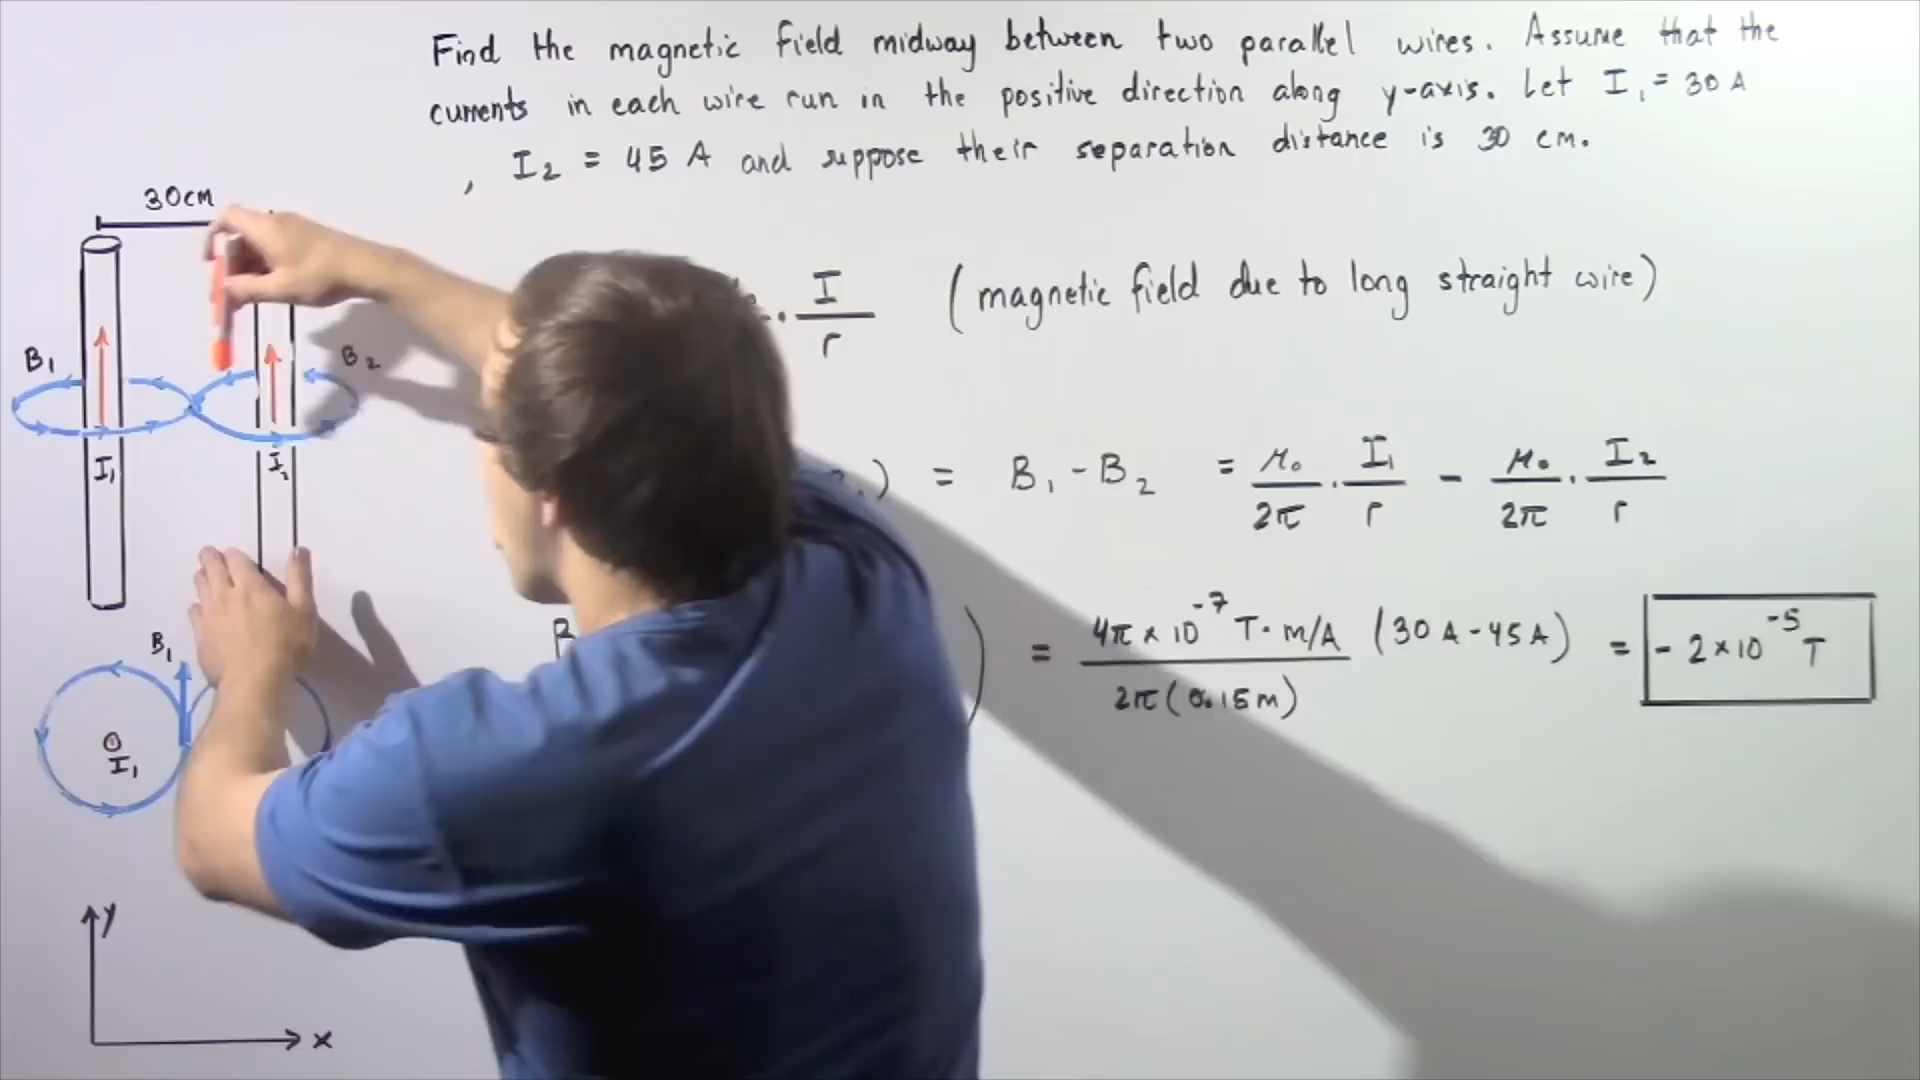 Find the magnetic field midway between two parallel wires. Assume that the
currents in each wire run in the positive direction along y-axis. Let I₁ = 30 A
, I₂ = 45 A and suppose their separation distance is 30 cm.
30cm
· I / r (magnetic field due to long straight wire)
B₁
B₂
I₁
I₂
) = B₁ - B₂ = μ₀ / 2π · I₁ / r - μ₀ / 2π · I₂ / r
B₁
B
) = 4π × 10⁻⁷ T·m/A / 2π (0.15m) (30 A - 45 A) = - 2 × 10⁻⁵ T
I₁
y
x